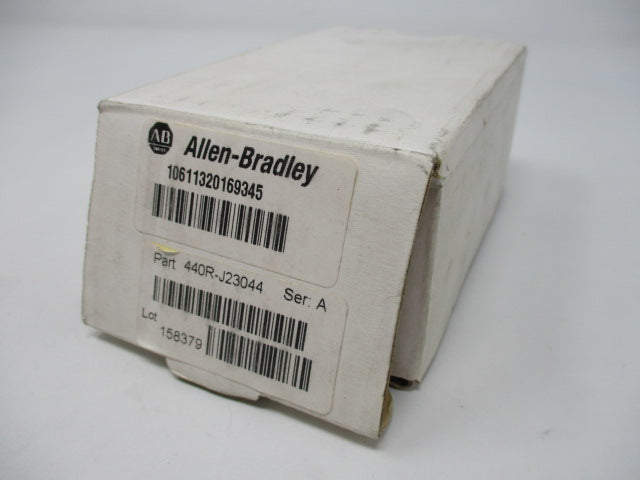 AB
Allen-Bradley
10611320169345
Part 440R-J23044 Ser: A
Lot 158379